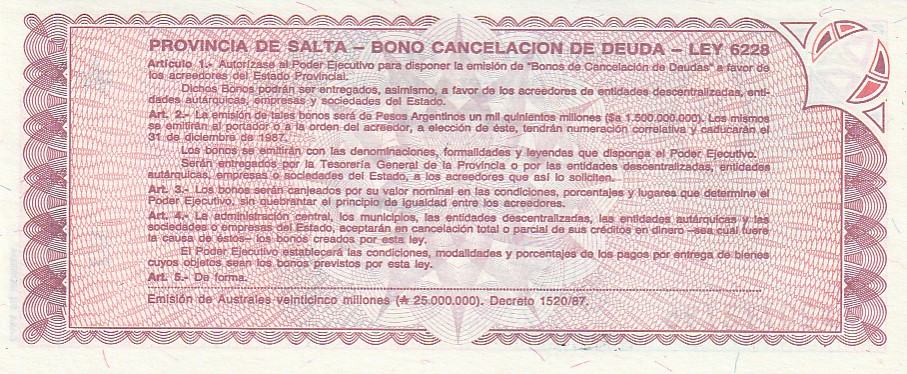 PROVINCIA DE SALTA – BONO CANCELACION DE DEUDA – LEY 6228
Artículo 1.- Autorízase al Poder Ejecutivo para disponer la emisión de "Bonos de Cancelación de Deudas" a favor de
los acreedores del Estado Provincial.
Dichos Bonos podrán ser entregados, asimismo, a favor de los acreedores de entidades descentralizadas, enti-
dades autárquicas, empresas y sociedades del Estado.
Art. 2.- La emisión de tales bonos será de Pesos Argentinos un mil quinientos millones ($a 1.500.000.000). Los mismos
se emitirán al portador o a la orden del acreedor, a elección de éste, tendrán numeración correlativa y caducarán el
31 de diciembre de 1987.
Los bonos se emitirán con las denominaciones, formalidades y leyendas que disponga el Poder Ejecutivo.
Serán entregados por la Tesorería General de la Provincia o por las entidades descentralizadas, entidades
autárquicas, empresas o sociedades del Estado, a los acreedores que así lo soliciten.
Art. 3.- Los bonos serán canjeados por su valor nominal en las condiciones, porcentajes y lugares que determine el
Poder Ejecutivo, sin quebrantar el principio de igualdad entre los acreedores.
Art. 4.- La administración central, los municipios, las entidades descentralizadas, las entidades autárquicas y las
sociedades o empresas del Estado, aceptarán en cancelación total o parcial de sus créditos en dinero –sea cuál fuere
la causa de éstos– los bonos creados por esta ley.
El Poder Ejecutivo establecerá las condiciones, modalidades y porcentajes de los pagos por entrega de bienes
cuyos objetos sean los bonos previstos por esta ley.
Art. 5.- De forma.
Emisión de Australes veinticinco millones (₳ 25.000.000). Decreto 1520/87.